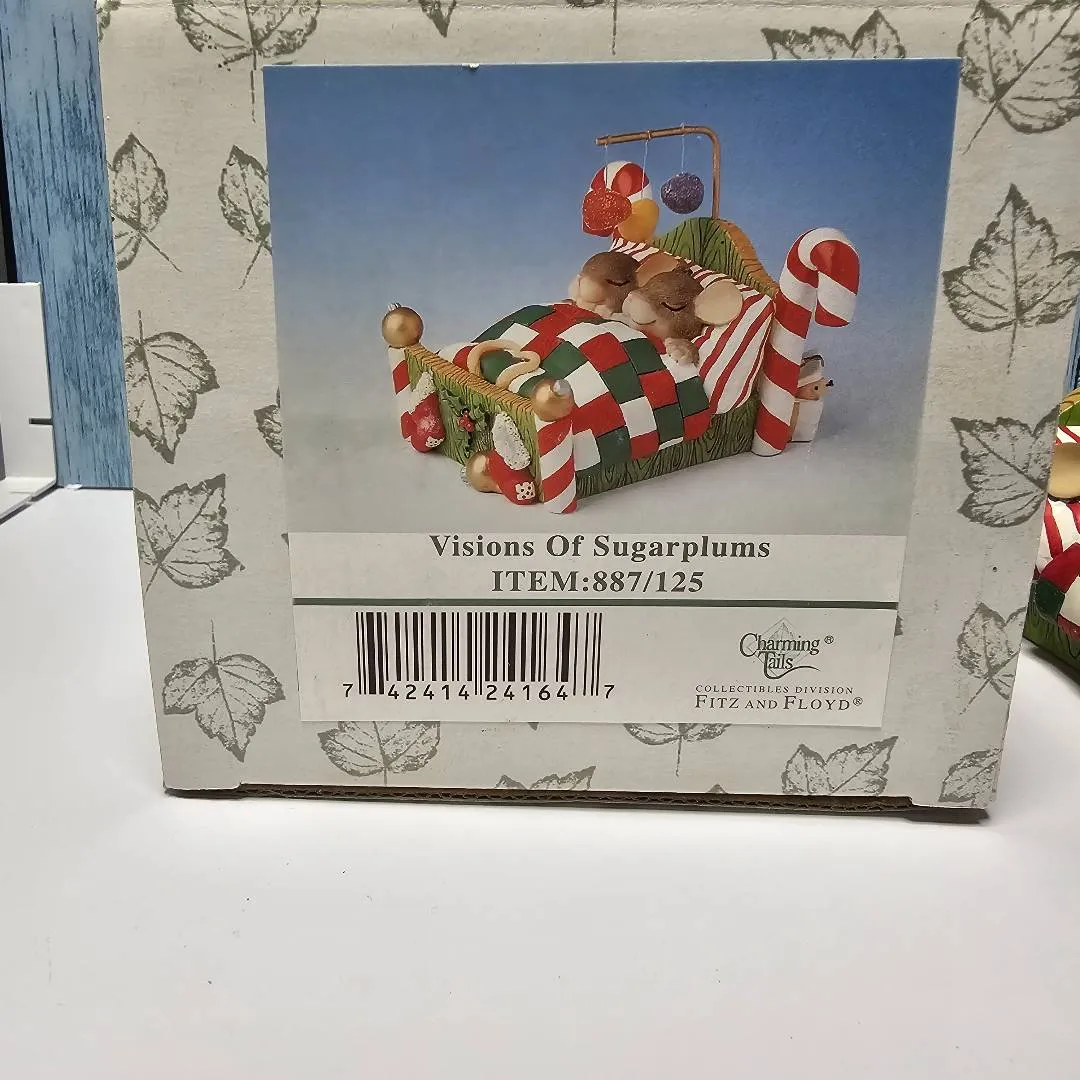 Visions Of Sugarplums
ITEM:887/125
7 42414 24164 7
Charming ®
Tails
COLLECTIBLES DIVISION
FITZ AND FLOYD®